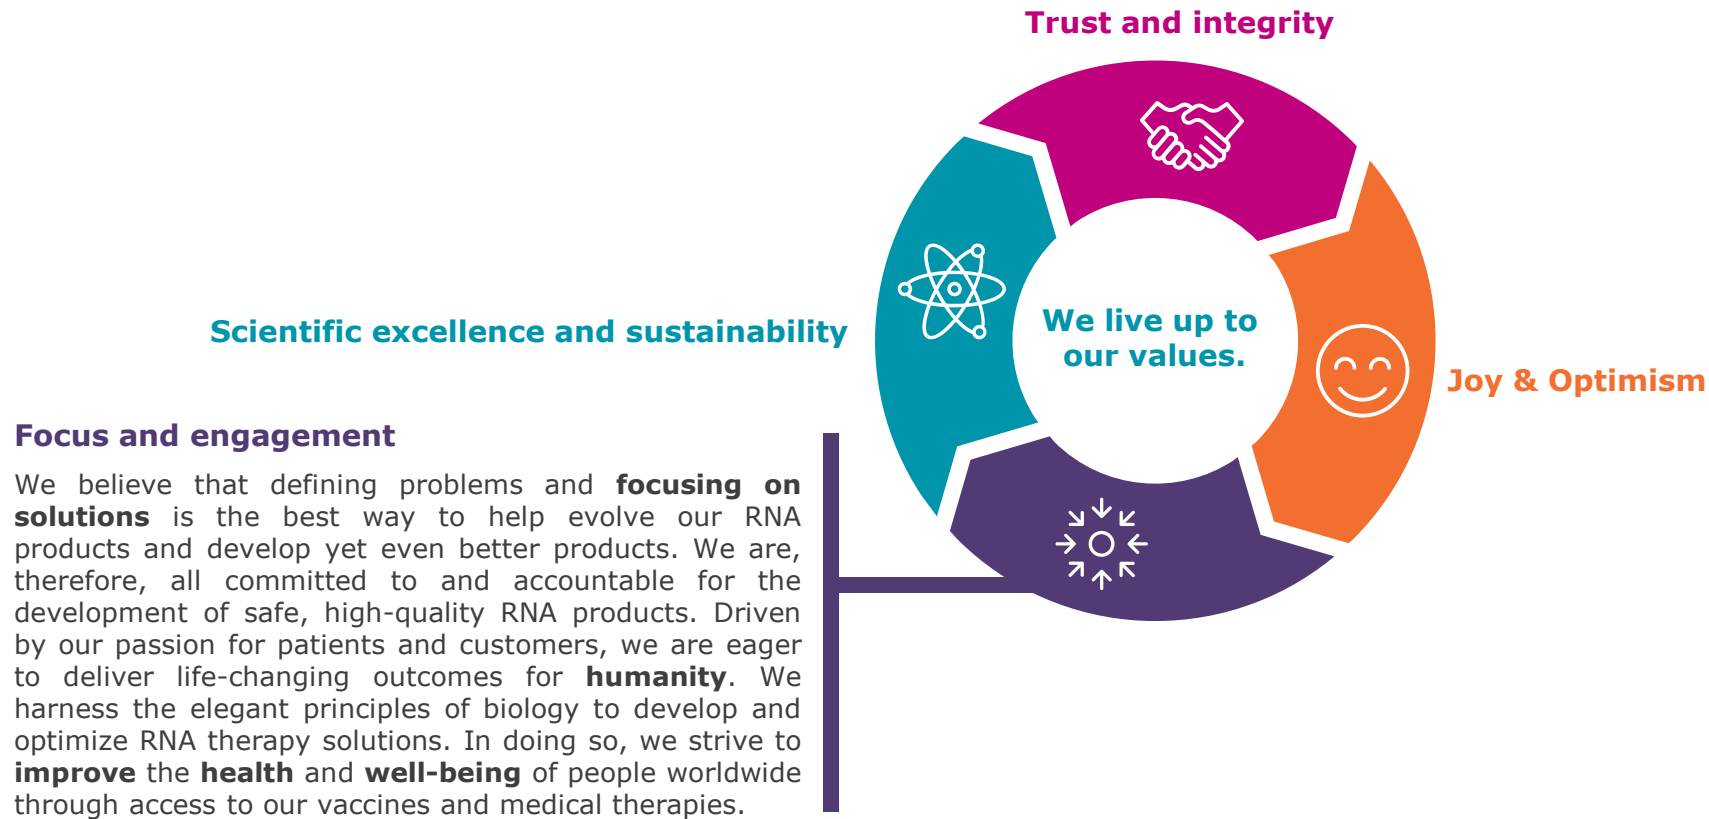 Trust and integrity
Scientific excellence and sustainability
We live up to
our values.
Joy & Optimism
Focus and engagement
We believe that defining problems and focusing on
solutions is the best way to help evolve our RNA
products and develop yet even better products. We are,
therefore, all committed to and accountable for the
development of safe, high-quality RNA products. Driven
by our passion for patients and customers, we are eager
to deliver life-changing outcomes for humanity. We
harness the elegant principles of biology to develop and
optimize RNA therapy solutions. In doing so, we strive to
improve the health and well-being of people worldwide
through access to our vaccines and medical therapies.